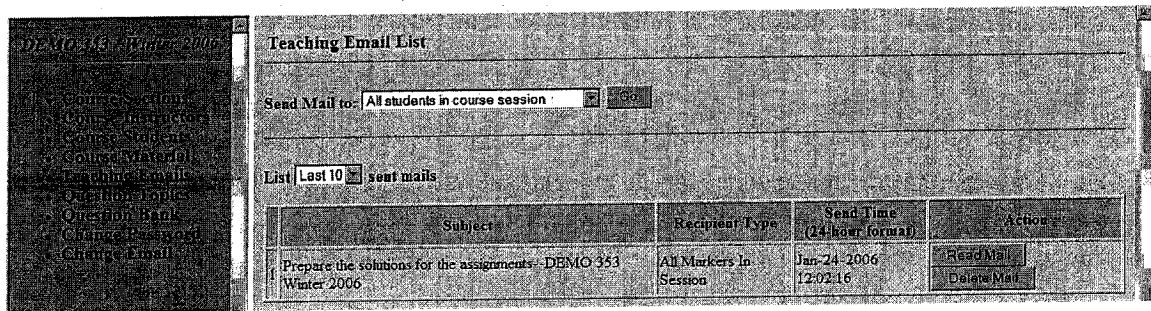 DEMO 353 - Winter 2006
Course Sections
Course Instructors
Course Students
Course Material
Teaching Emails
Question Topic
Question Bank
Change Password
Change Email
Teaching Email List
Send Mail to: All students in course session Go
List Last 10 sent mails
Subject Recipient Type Send Time (24-hour format) Action
1 Prepare the solutions for the assignments--DEMO 353 Winter 2006 All Markers In Session Jan-24-2006 12:02:16 Read Mail Delete Mail